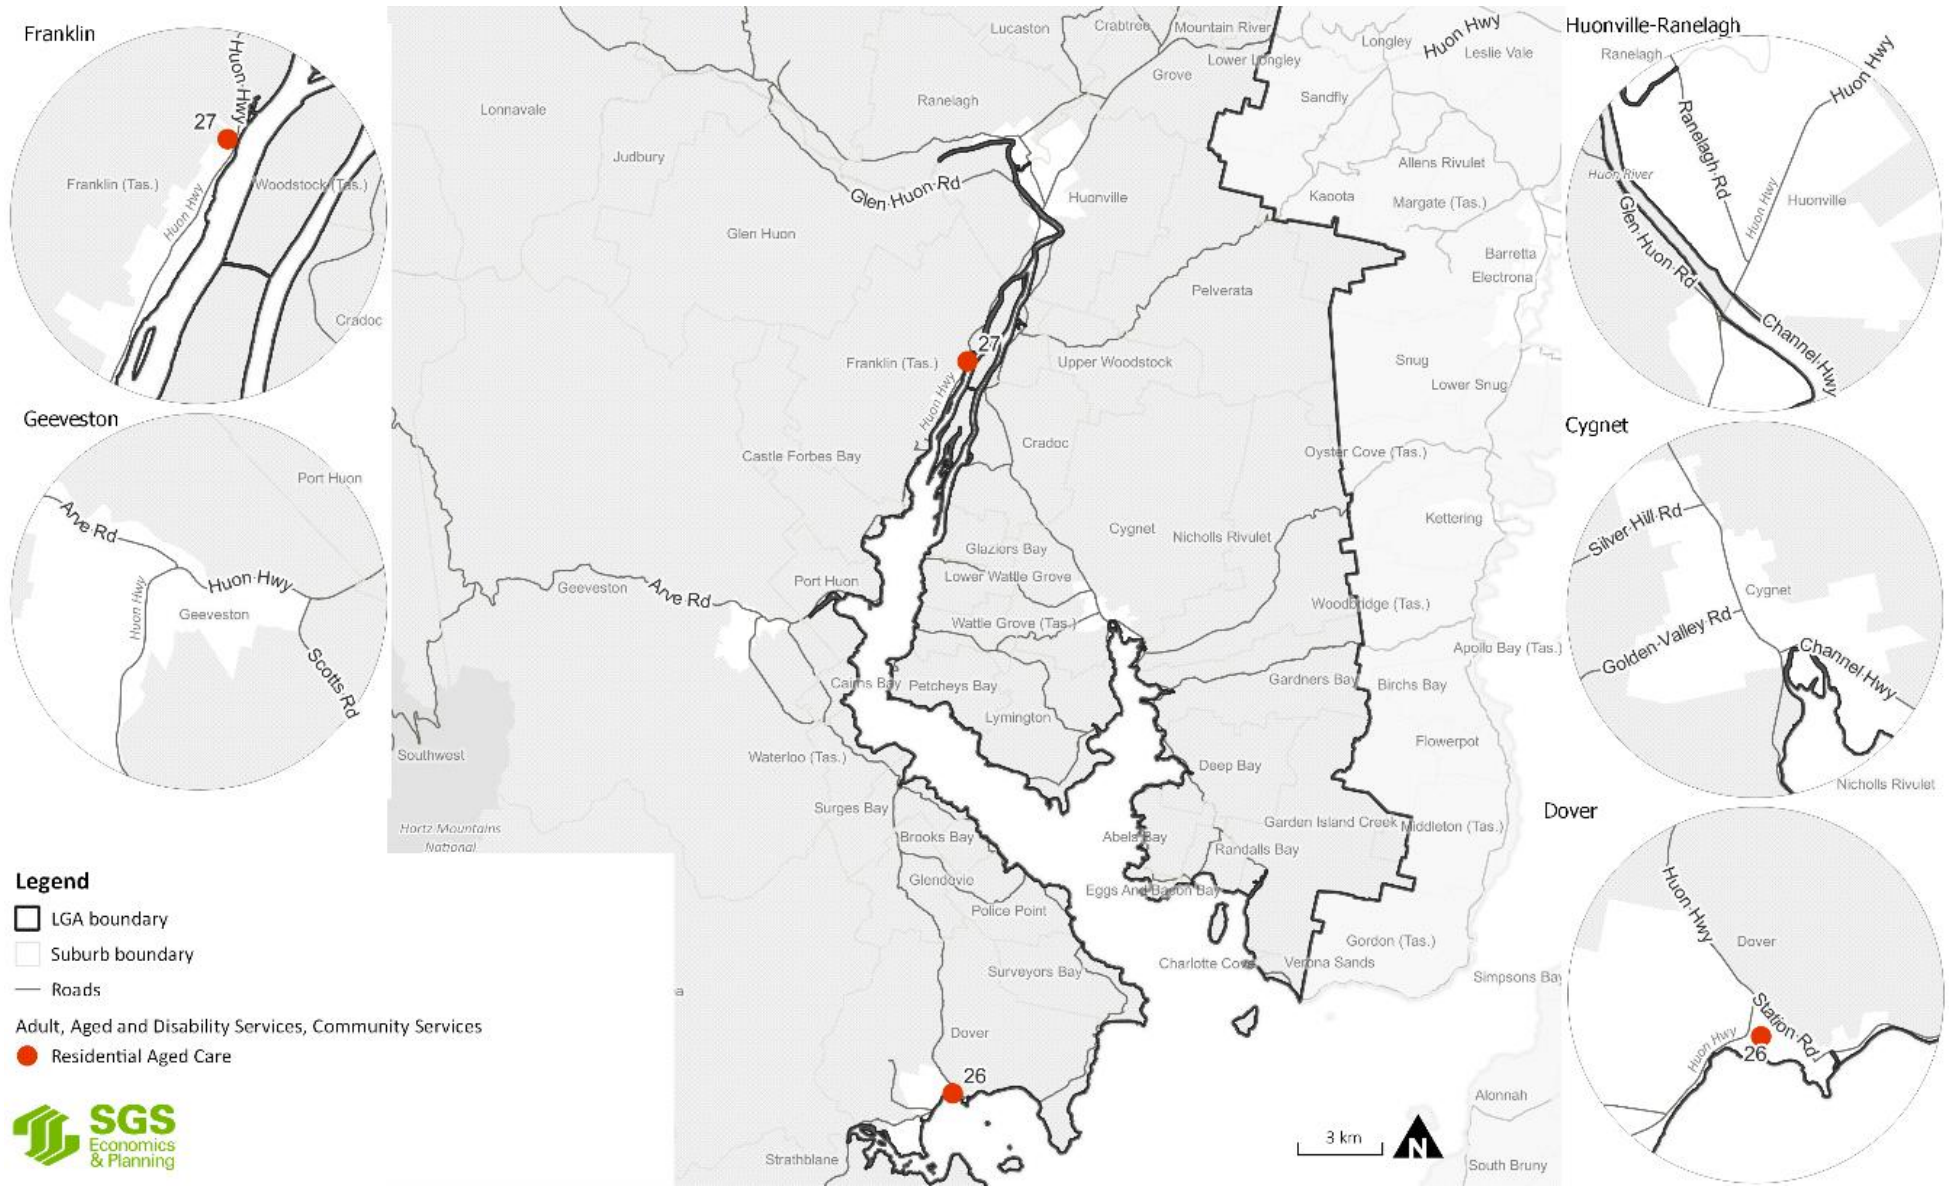 Franklin
Huon Hwy
27
Franklin (Tas.)
Woodstock (Tas.)
Huon Hwy
Cradoc
Geeveston
Port Huon
Arve Rd
Huon Hwy
Huon Hwy
Geeveston
Scotts Rd
Legend
LGA boundary
Suburb boundary
Roads
Adult, Aged and Disability Services, Community Services
Residential Aged Care
SGS
Economics
& Planning
Lucaston
Crabtree
Mountain River
Longley
Huon Hwy
Leslie Vale
Lower Longley
Grove
Lonnavale
Ranelagh
Sandfly
Judbury
Allens Rivulet
Glen Huon Rd
Huonville
Kaoota
Margate (Tas.)
Glen Huon
Barretta
Electrona
Pelverata
27
Franklin (Tas.)
Upper Woodstock
Snug
Lower Snug
Huon Hwy
Cradoc
Castle Forbes Bay
Oyster Cove (Tas.)
Kettering
Cygnet
Nicholls Rivulet
Glaziers Bay
Port Huon
Lower Wattle Grove
Geeveston
Arve Rd
Woodbridge (Tas.)
Wattle Grove (Tas.)
Apollo Bay (Tas.)
Cairns Bay
Petcheys Bay
Gardners Bay
Birchs Bay
Lymington
Southwest
Waterloo (Tas.)
Flowerpot
Deep Bay
Surges Bay
Hartz Mountains
National
Brooks Bay
Abels Bay
Garden Island Creek
Middleton (Tas.)
Randalls Bay
Glendevie
Eggs And Bacon Bay
Police Point
Gordon (Tas.)
Surveyors Bay
Charlotte Cove
Verona Sands
Simpsons Bay
Dover
26
Alonnah
3 km
N
Strathblane
South Bruny
Huonville-Ranelagh
Ranelagh
Huon Hwy
Ranelagh Rd
Huon River
Glen Huon Rd
Huon Hwy
Huonville
Channel Hwy
Cygnet
Silver Hill Rd
Cygnet
Golden Valley Rd
Channel Hwy
Nicholls Rivulet
Dover
Huon Hwy
Dover
Station Rd
Huon Hwy
26